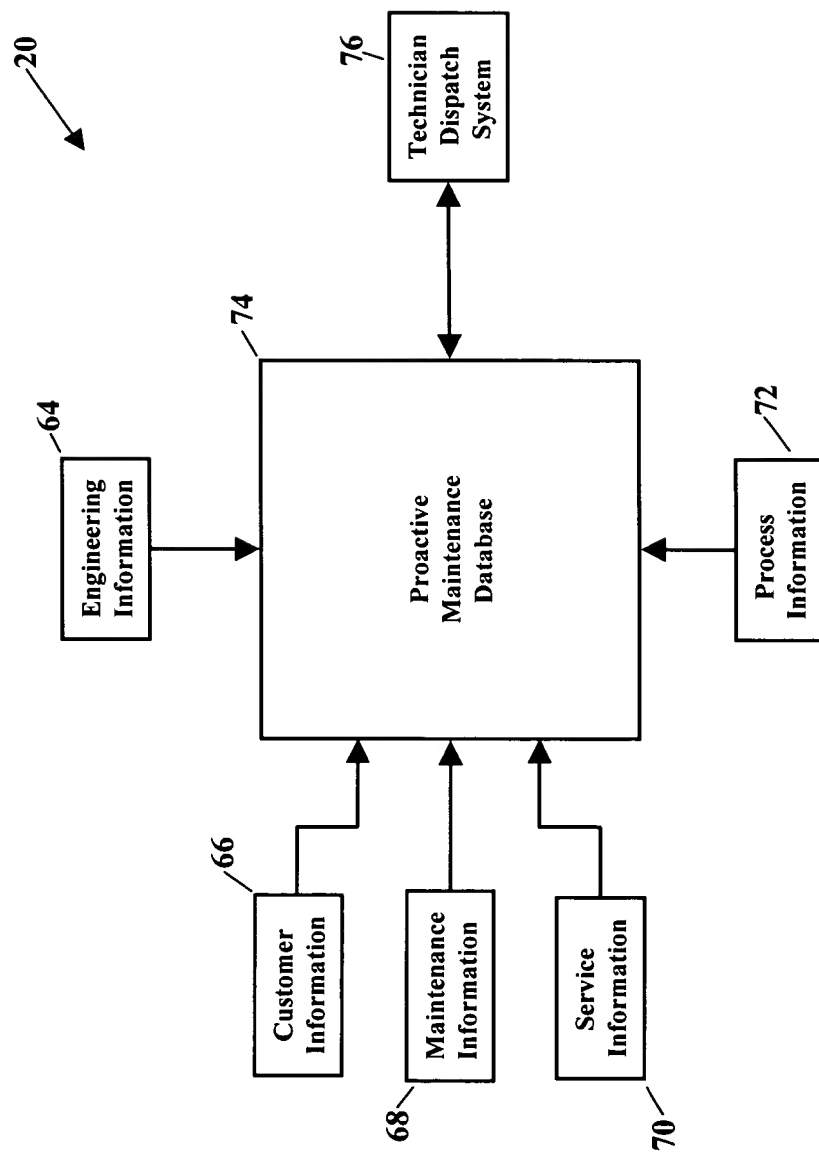 20
64
Engineering
Information
66
Customer
Information
68
Maintenance
Information
70
Service
Information
74
Proactive
Maintenance
Database
72
Process
Information
76
Technician
Dispatch
System